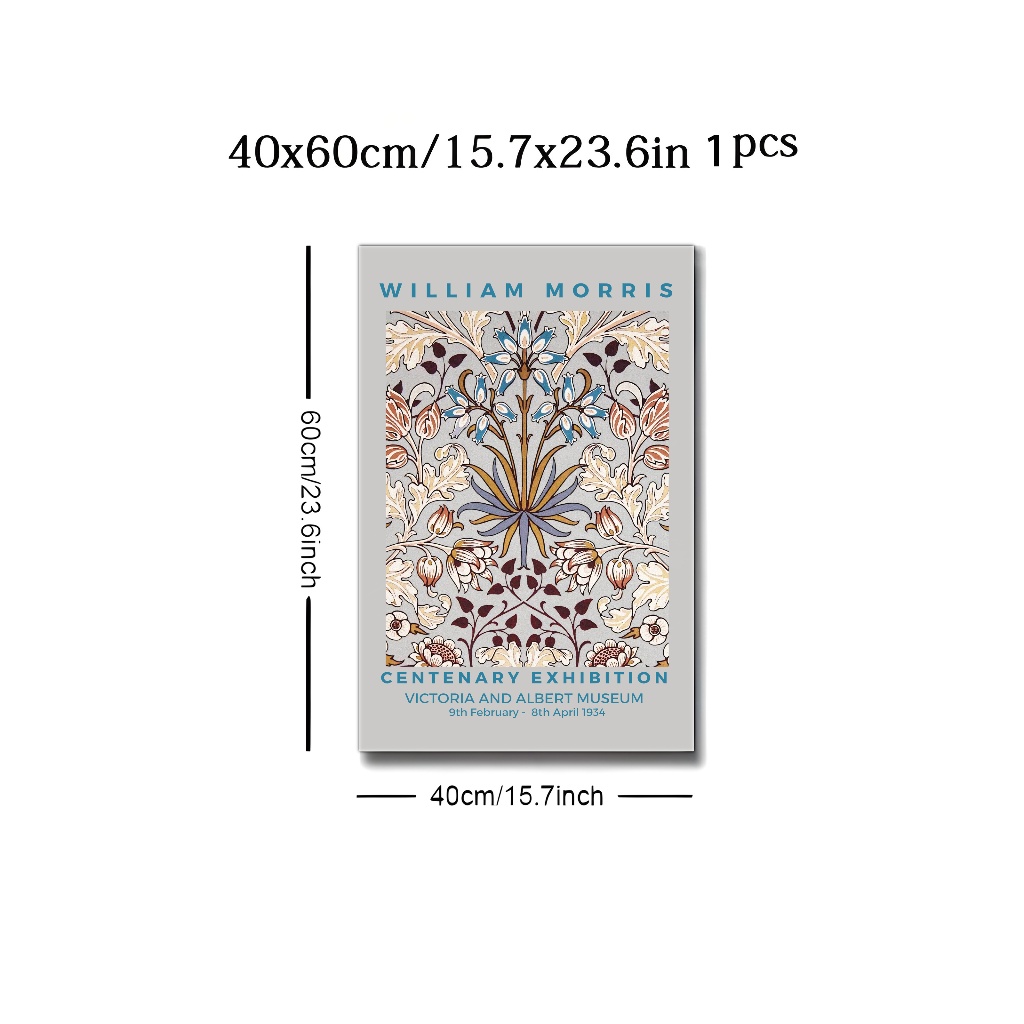 40x60cm/15.7x23.6in 1pcs
WILLIAM MORRIS
60cm/23.6inch
CENTENARY EXHIBITION
VICTORIA AND ALBERT MUSEUM
9th February - 8th April 1934
40cm/15.7inch